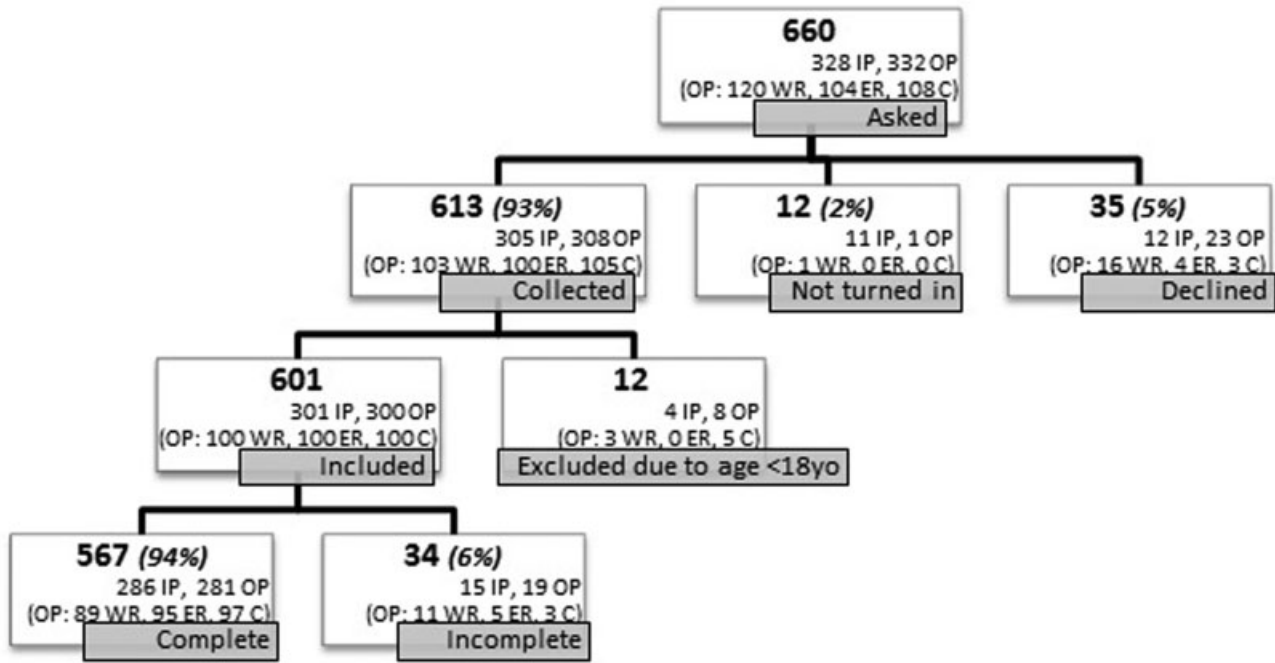 660
328 IP, 332 OP
(OP: 120 WR, 104 ER, 108 C)
Asked
613 (93%)
305 IP, 308 OP
(OP: 103 WR, 100 ER, 105 C)
Collected
12 (2%)
11 IP, 1 OP
(OP: 1 WR, 0 ER, 0 C)
Not turned in
35 (5%)
12 IP, 23 OP
(OP: 16 WR, 4 ER, 3 C)
Declined
601
301 IP, 300 OP
(OP: 100 WR, 100 ER, 100 C)
Included
12
4 IP, 8 OP
(OP: 3 WR, 0 ER, 5 C)
Excluded due to age <18yo
567 (94%)
286 IP, 281 OP
(OP: 89 WR, 95 ER, 97 C)
Complete
34 (6%)
15 IP, 19 OP
(OP: 11 WR, 5 ER, 3 C)
Incomplete